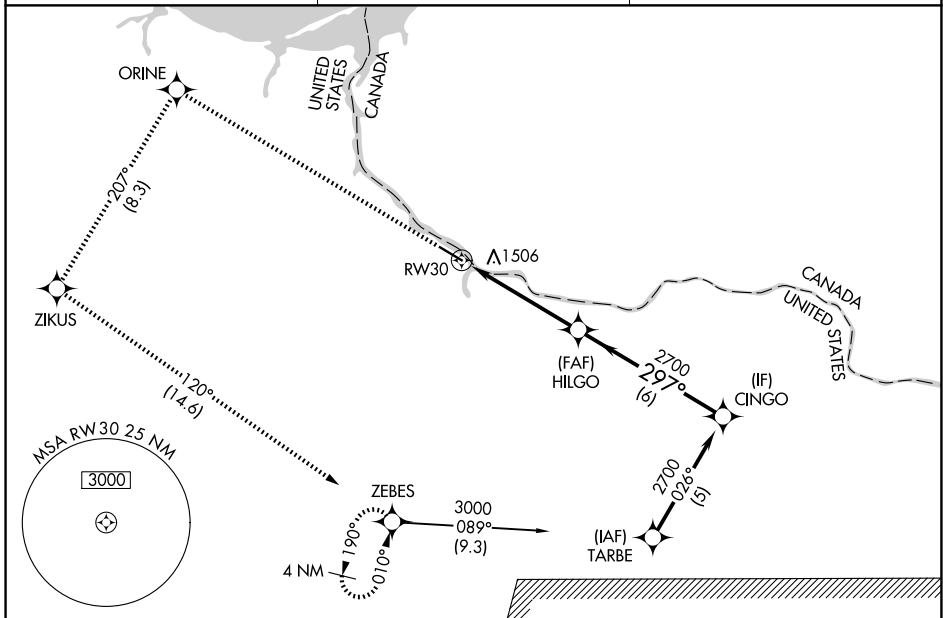 ORINE
UNITED
STATES
CANADA
207°
(8.3)
RW30
1506
ZIKUS
CANADA
UNITED
STATES
(FAF)
HILGO
2700
297°
(6)
(IF)
CINGO
120°
(14.6)
MSA RW30 25 NM
3000
ZEBES
3000
089°
(9.3)
2700
026°
(5)
(IAF)
TARBE
190°
010°
4 NM